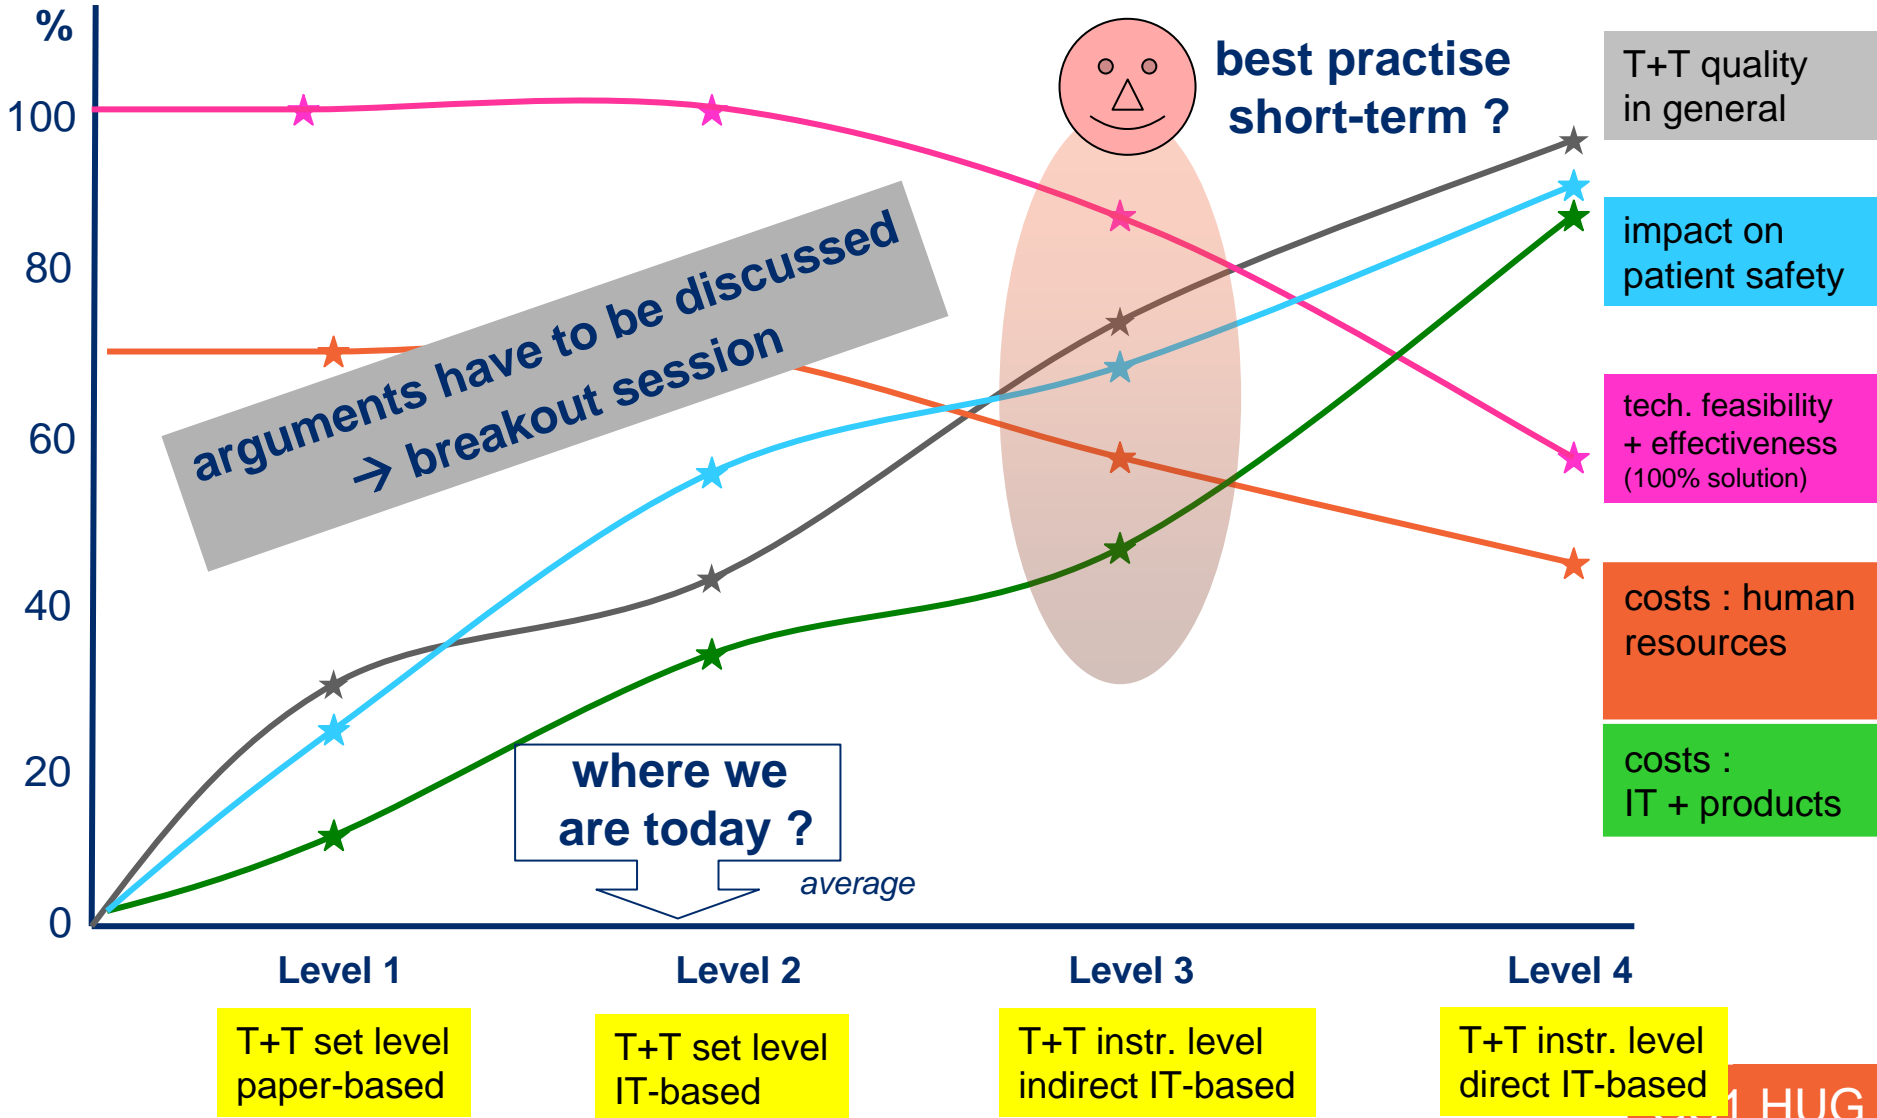 %
100
80
60
40
20
0
best practise
short-term ?
arguments have to be discussed
→ breakout session
where we
are today ?
average
T+T quality
in general
impact on
patient safety
tech. feasibility
+ effectiveness
(100% solution)
costs : human
resources
costs :
IT + products
Level 1
Level 2
Level 3
Level 4
T+T set level
paper-based
T+T set level
IT-based
T+T instr. level
indirect IT-based
T+T instr. level
direct IT-based
HUG